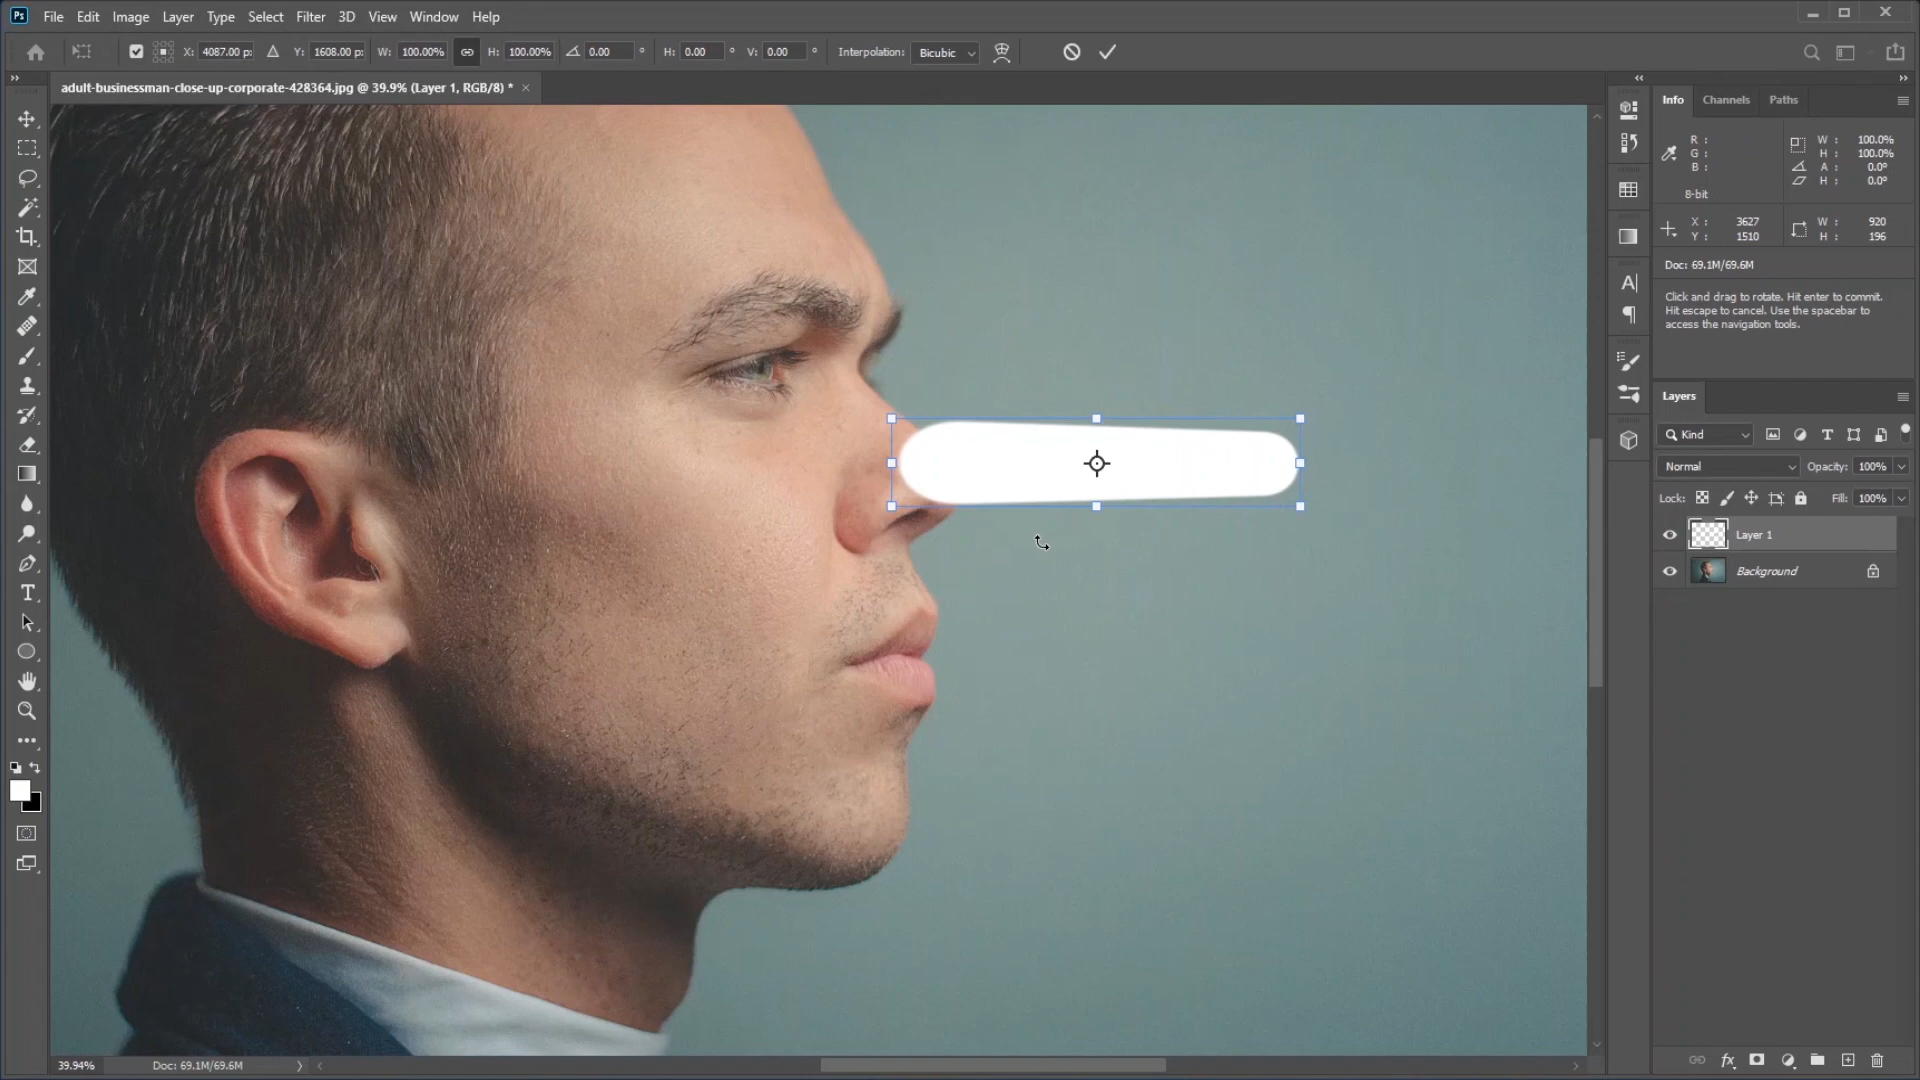 Ps File Edit Image Layer Type Select Filter 3D View Window Help
X: 4087.00 p: Y: 1608.00 p: W: 100.00% H: 100.00% 0.00 ° H: 0.00 ° V: 0.00 ° Interpolation: Bicubic
adult-businessman-close-up-corporate-428364.jpg @ 39.9% (Layer 1, RGB/8) * ×
Info Channels Paths
R : W : 100.0%
G : H : 100.0%
B : A : 0.0°
H : 0.0°
8-bit
X : 3627 W : 920
Y : 1510 H : 196
Doc: 69.1M/69.6M
Click and drag to rotate. Hit enter to commit.
Hit escape to cancel. Use the spacebar to
access the navigation tools.
Layers
Kind
Normal Opacity: 100%
Lock: Fill: 100%
Layer 1
Background
39.94% Doc: 69.1M/69.6M